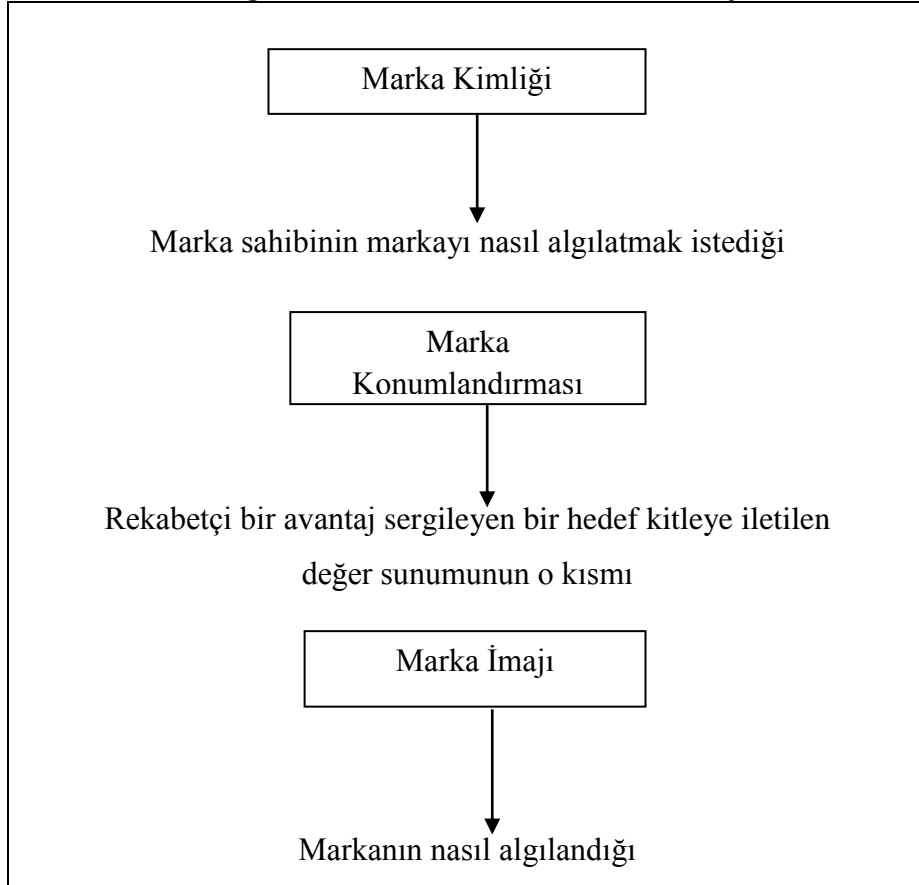 Marka Kimliği
Marka sahibinin markayı nasıl algılatmak istediği
Marka
Konumlandırması
Rekabetçi bir avantaj sergileyen bir hedef kitleye iletilen
değer sunumunun o kısmı
Marka İmajı
Markanın nasıl algılandığı